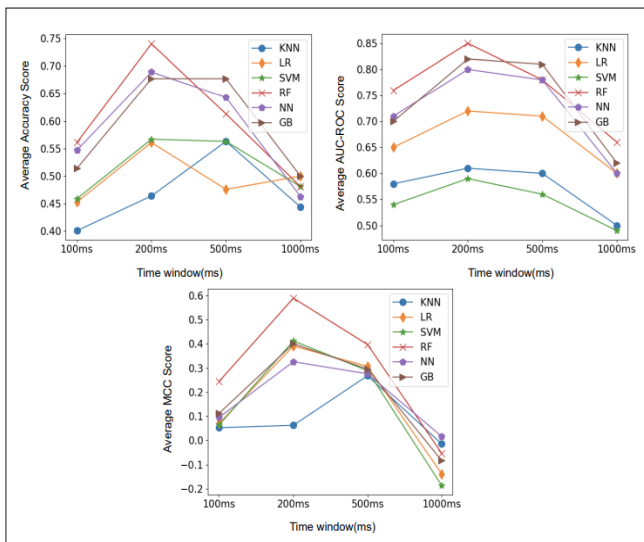 Average Accuracy Score
0.75
0.70
0.65
0.60
0.55
0.50
0.45
0.40
100ms 200ms 500ms 1000ms
Time window(ms)
KNN
LR
SVM
RF
NN
GB
Average AUC-ROC Score
0.85
0.80
0.75
0.70
0.65
0.60
0.55
0.50
100ms 200ms 500ms 1000ms
Time window(ms)
KNN
LR
SVM
RF
NN
GB
Average MCC Score
0.6
0.5
0.4
0.3
0.2
0.1
0.0
−0.1
−0.2
100ms 200ms 500ms 1000ms
Time window(ms)
KNN
LR
SVM
RF
NN
GB